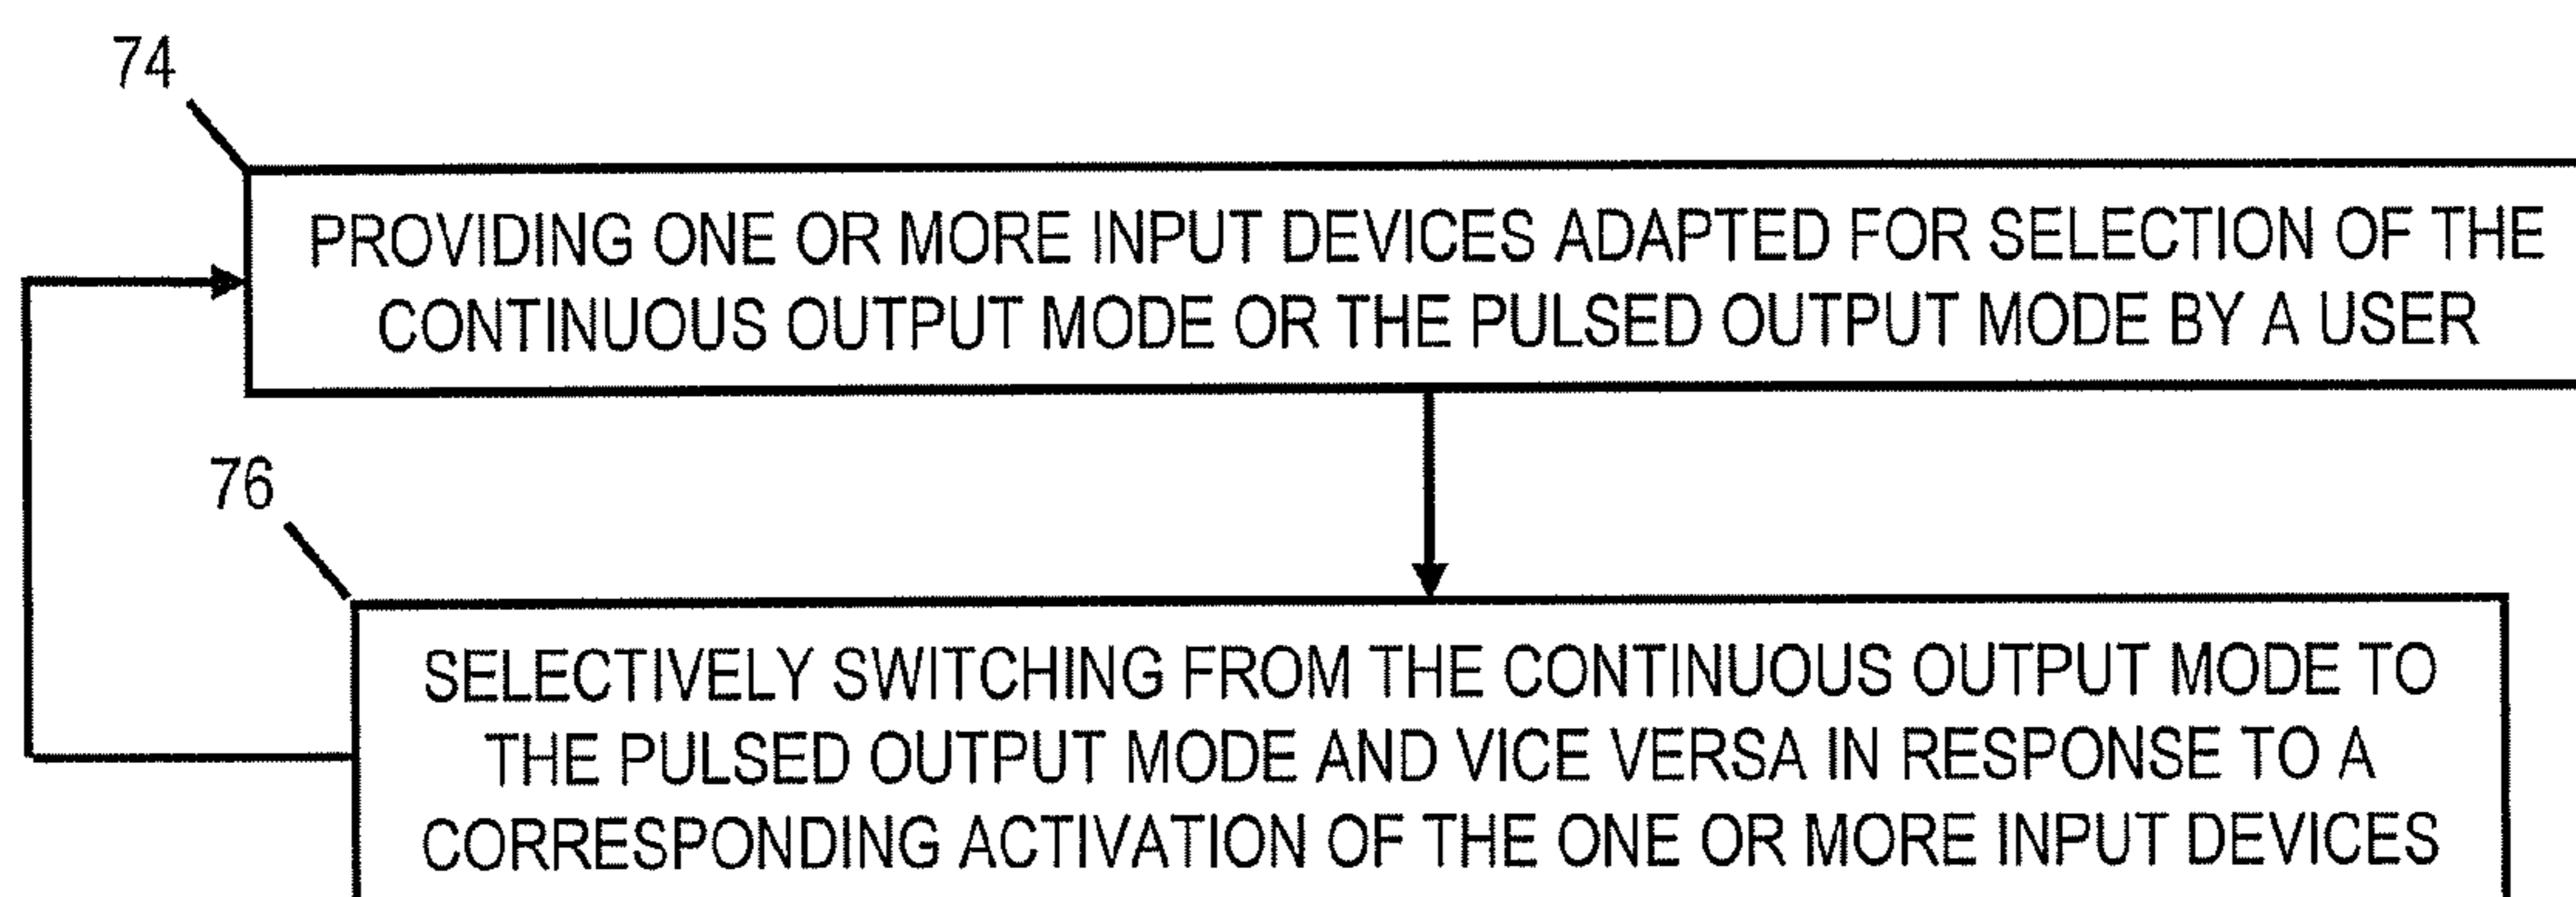 74
PROVIDING ONE OR MORE INPUT DEVICES ADAPTED FOR SELECTION OF THE
CONTINUOUS OUTPUT MODE OR THE PULSED OUTPUT MODE BY A USER
76
SELECTIVELY SWITCHING FROM THE CONTINUOUS OUTPUT MODE TO
THE PULSED OUTPUT MODE AND VICE VERSA IN RESPONSE TO A
CORRESPONDING ACTIVATION OF THE ONE OR MORE INPUT DEVICES